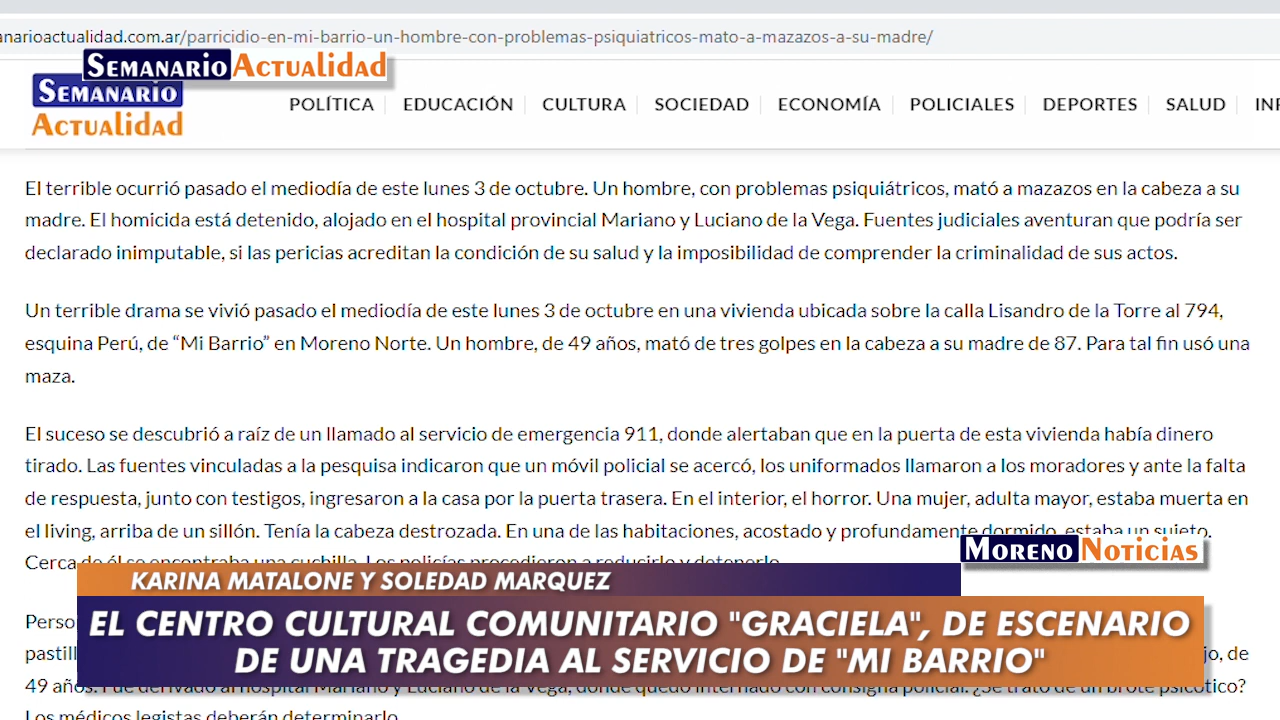 anarioactualidad.com.ar/parricidio-en-mi-barrio-un-hombre-con-problemas-psiquiatricos-mato-a-mazazos-a-su-madre/
SEMANARIO ACTUALIDAD
SEMANARIO
ACTUALIDAD
POLÍTICA EDUCACIÓN CULTURA SOCIEDAD ECONOMÍA POLICIALES DEPORTES SALUD INF
El terrible ocurrió pasado el mediodía de este lunes 3 de octubre. Un hombre, con problemas psiquiátricos, mató a mazazos en la cabeza a su
madre. El homicida está detenido, alojado en el hospital provincial Mariano y Luciano de la Vega. Fuentes judiciales aventuran que podría ser
declarado inimputable, si las pericias acreditan la condición de su salud y la imposibilidad de comprender la criminalidad de sus actos.
Un terrible drama se vivió pasado el mediodía de este lunes 3 de octubre en una vivienda ubicada sobre la calla Lisandro de la Torre al 794,
esquina Perú, de “Mi Barrio” en Moreno Norte. Un hombre, de 49 años, mató de tres golpes en la cabeza a su madre de 87. Para tal fin usó una
maza.
El suceso se descubrió a raíz de un llamado al servicio de emergencia 911, donde alertaban que en la puerta de esta vivienda había dinero
tirado. Las fuentes vinculadas a la pesquisa indicaron que un móvil policial se acercó, los uniformados llamaron a los moradores y ante la falta
de respuesta, junto con testigos, ingresaron a la casa por la puerta trasera. En el interior, el horror. Una mujer, adulta mayor, estaba muerta en
el living, arriba de un sillón. Tenía la cabeza destrozada. En una de las habitaciones, acostado y profundamente dormido, estaba un sujeto.
Cerca de él se encontraba una cuchilla. Los policías procedieron a reducirlo y detenerlo.
MORENO NOTICIAS
KARINA MATALONE Y SOLEDAD MARQUEZ
EL CENTRO CULTURAL COMUNITARIO "GRACIELA", DE ESCENARIO
DE UNA TRAGEDIA AL SERVICIO DE "MI BARRIO"
Perso
pastill jo, de
49 años. Fue derivado al hospital Mariano y Luciano de la Vega, donde quedó internado con consigna policial. ¿Se trató de un brote psicótico?
Los médicos legistas deberán determinarlo.